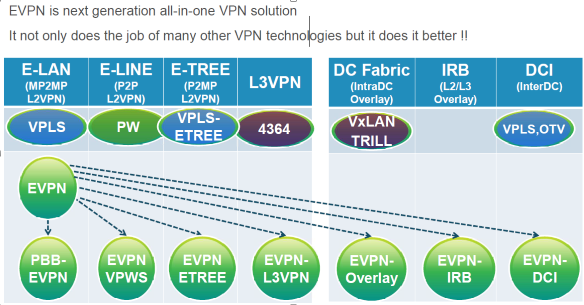 EVPN is next generation all-in-one VPN solution
It not only does the job of many other VPN technologies but it does it better !!
E-LAN
(MP2MP
L2VPN)
E-LINE
(P2P
L2VPN)
E-TREE
(P2MP
L2VPN)
L3VPN
DC Fabric
(IntraDC
Overlay)
IRB
(L2/L3
Overlay)
DCI
(InterDC)
VPLS
PW
VPLS-
ETREE
4364
VxLAN
TRILL
VPLS,OTV
EVPN
PBB-
EVPN
EVPN
VPWS
EVPN
ETREE
EVPN-
L3VPN
EVPN-
Overlay
EVPN-
IRB
EVPN-
DCI